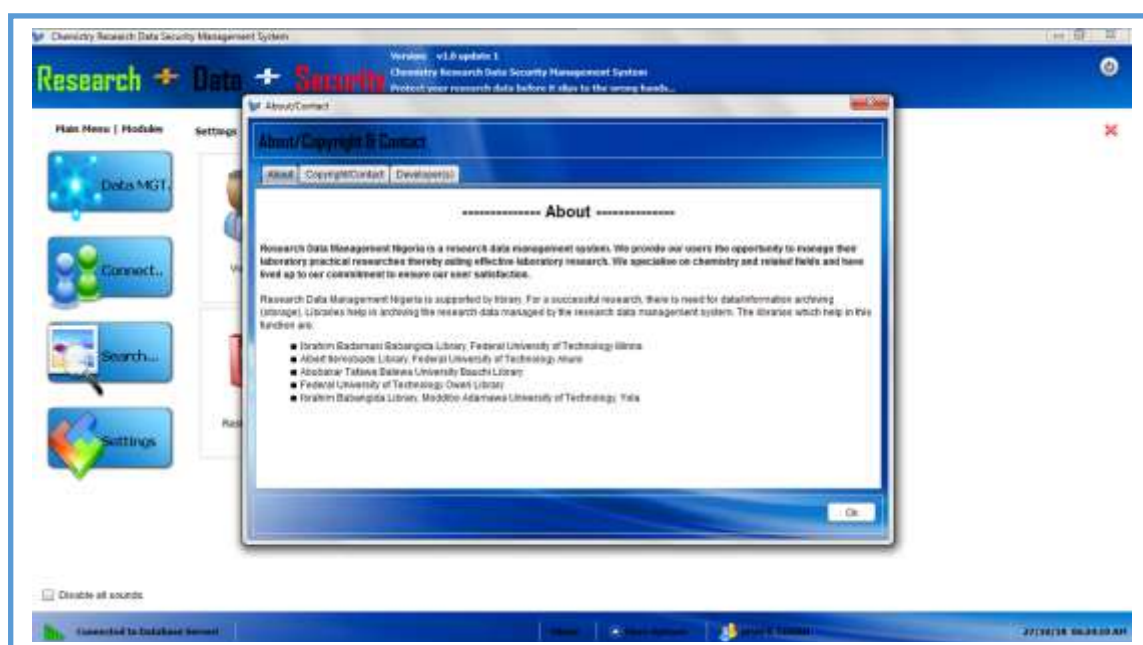 Chemistry Research Data Security Management System
Version: v1.0 update 1
Research + Data + Security
Chemistry Research Data Security Management System
Protect your research data before it slips to the wrong hands...
About/Contact
Main Menu | Modules
Settings
About/Copyright & Contact
About
Copyright/Contact
Developer(s)
Data MGT.
-------------- About --------------
Research Data Management Nigeria is a research data management system. We provide our users the opportunity to manage their
laboratory practical researches thereby aiding effective laboratory research. We specialise on chemistry and related fields and have
lived up to our commitment to ensure our user satisfaction.
Connect..
Research Data Management Nigeria is supported by library. For a successful research, there is need for data/information archiving
(storage). Libraries help in archiving the research data managed by the research data management system. The libraries which help in this
function are:
● Ibrahim Badamasi Babangida Library, Federal University of Technology Minna
● Albert Library, Federal University of Technology Akure
● Abubakar Tafawa Balewa University Bauchi Library
● Federal University of Technology Owerri Library
● Ibrahim Babangida Library, Moddibo Adamawa University of Technology, Yola
Search...
Settings
Ok
Disable all sounds.
Connected to Database Server!
About
27/10/18